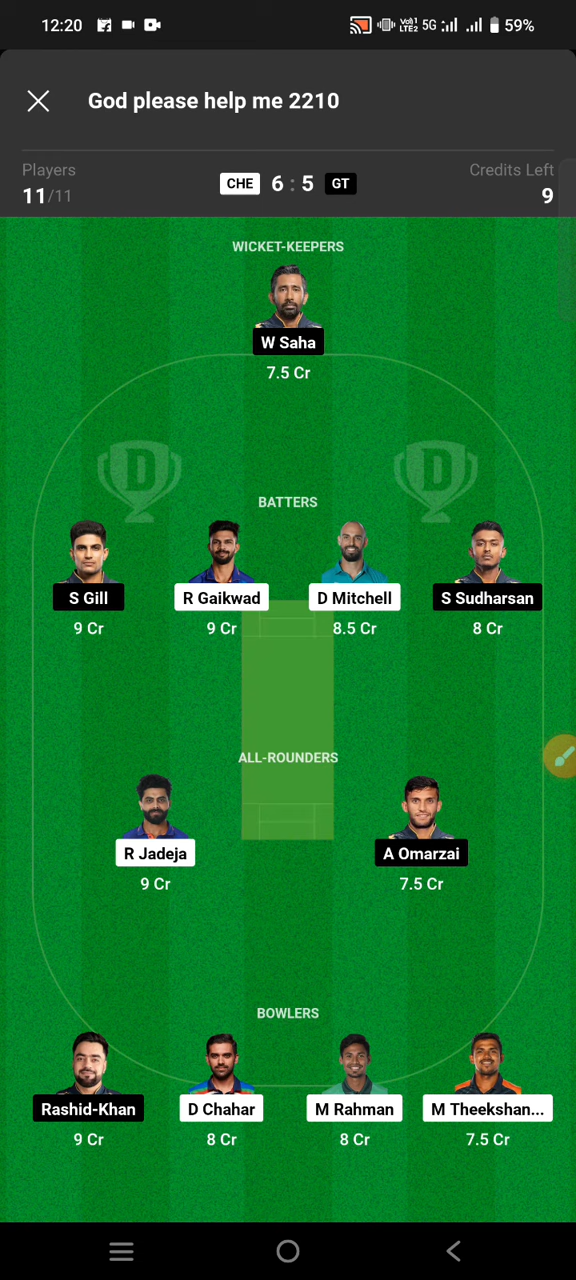 12:20 Vo)) 1 LTE2 5G 59%
God please help me 2210
Players Credits Left
11/11 CHE 6 : 5 GT 9
WICKET-KEEPERS
W Saha
7.5 Cr
D D
BATTERS
S Gill R Gaikwad D Mitchell S Sudharsan
9 Cr 9 Cr 8.5 Cr 8 Cr
ALL-ROUNDERS
R Jadeja A Omarzai
9 Cr 7.5 Cr
BOWLERS
Rashid-Khan D Chahar M Rahman M Theekshan...
9 Cr 8 Cr 8 Cr 7.5 Cr